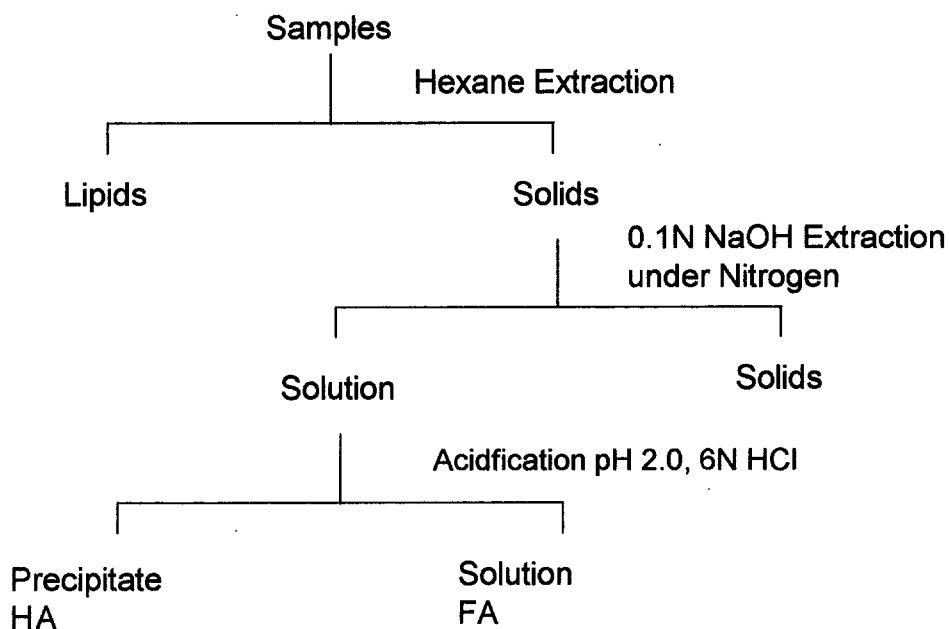 Samples
Hexane Extraction
Lipids
Solids
0.1N NaOH Extraction
under Nitrogen
Solution
Solids
Acidfication pH 2.0, 6N HCl
Precipitate
HA
Solution
FA